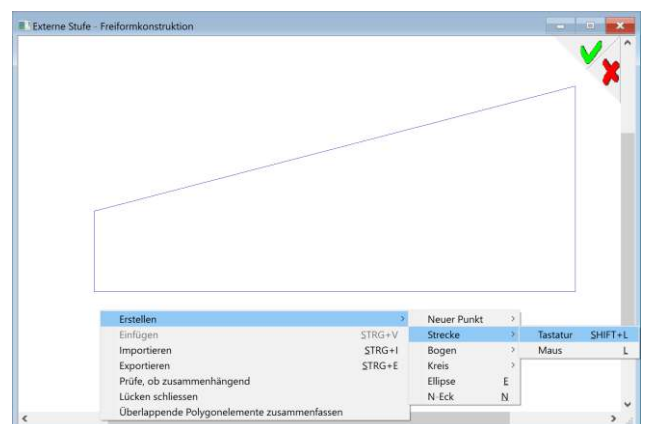 Externe Stufe - Freiformkonstruktion
Erstellen >
Einfügen STRG+V
Importieren STRG+I
Exportieren STRG+E
Prüfe, ob zusammenhängend
Lücken schliessen
Überlappende Polygonelemente zusammenfassen
Neuer Punkt >
Strecke >
Bogen >
Kreis >
Ellipse E
N-Eck N
Tastatur SHIFT+L
Maus L